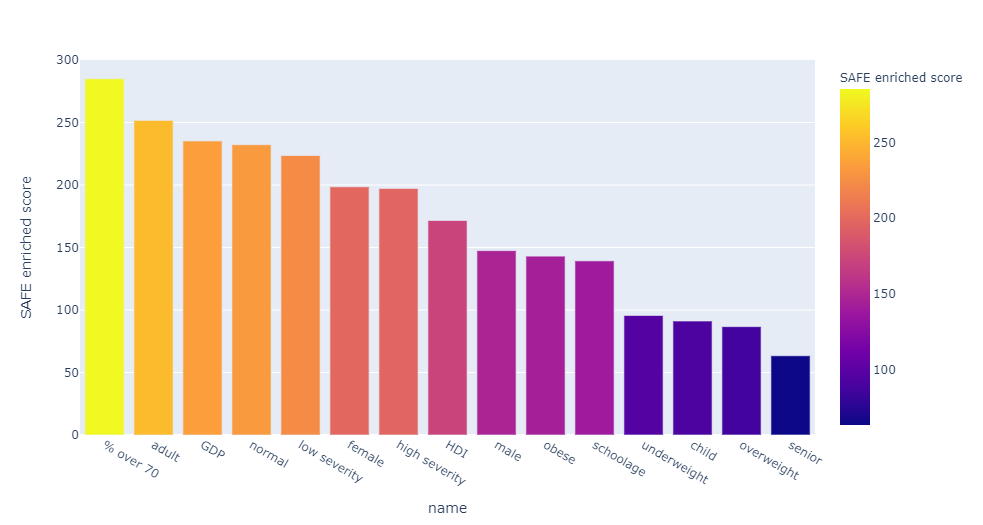 SAFE enriched score
300
250
200
150
100
50
0
SAFE enriched score
% over 70
adult
GDP
normal
low severity
female
high severity
HDI
male
obese
schoolage
underweight
child
overweight
senior
name
250
200
150
100